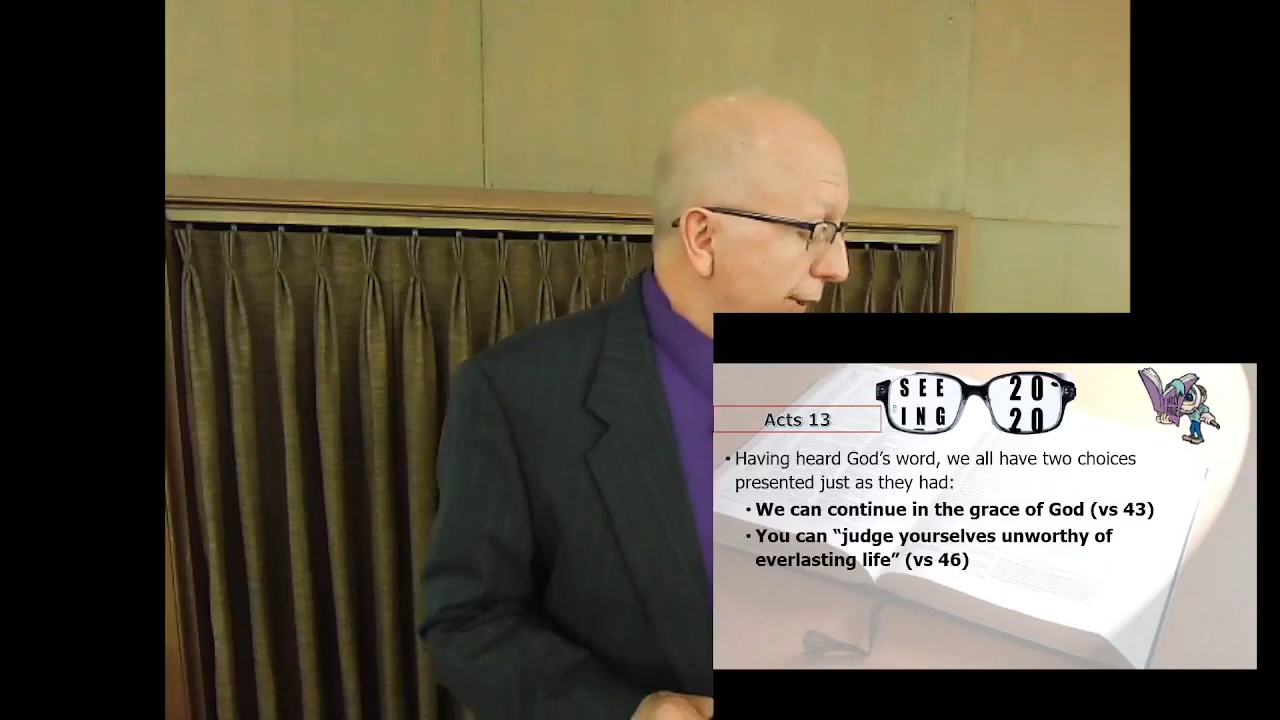 SEE
ING
20
20
Acts 13
• Having heard God's word, we all have two choices
presented just as they had:
• We can continue in the grace of God (vs 43)
• You can “judge yourselves unworthy of
everlasting life” (vs 46)
HOLY
BIBLE